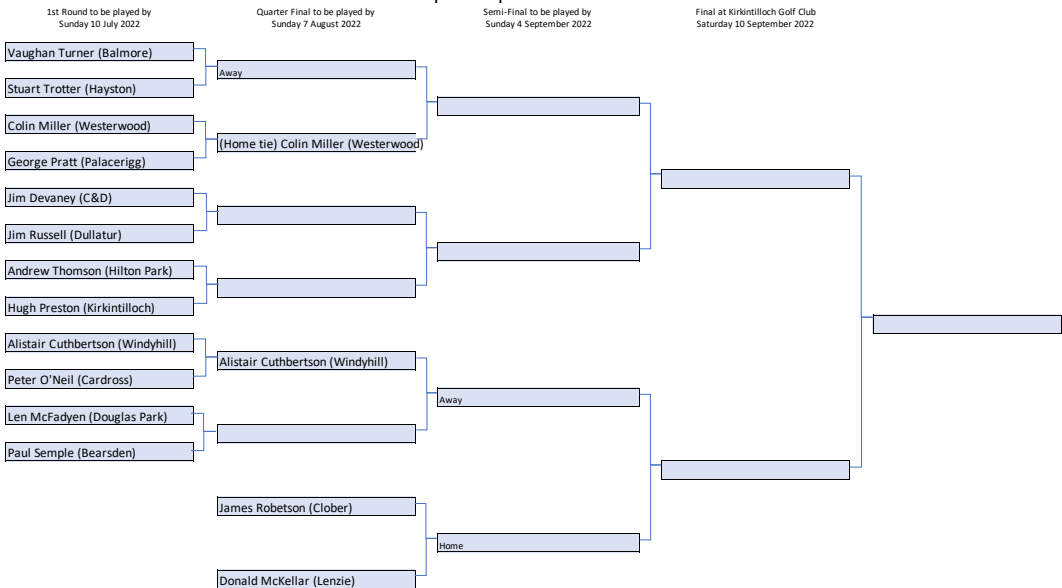 1st Round to be played by
Sunday 10 July 2022
Quarter Final to be played by
Sunday 7 August 2022
Semi-Final to be played by
Sunday 4 September 2022
Final at Kirkintilloch Golf Club
Saturday 10 September 2022
Vaughan Turner (Balmore)
Stuart Trotter (Hayston)
Colin Miller (Westerwood)
George Pratt (Palacerigg)
Jim Devaney (C&D)
Jim Russell (Dullatur)
Andrew Thomson (Hilton Park)
Hugh Preston (Kirkintilloch)
Alistair Cuthbertson (Windyhill)
Peter O'Neil (Cardross)
Len McFadyen (Douglas Park)
Paul Semple (Bearsden)
Away
(Home tie) Colin Miller (Westerwood)
Alistair Cuthbertson (Windyhill)
James Robetson (Clober)
Donald McKellar (Lenzie)
Away
Home